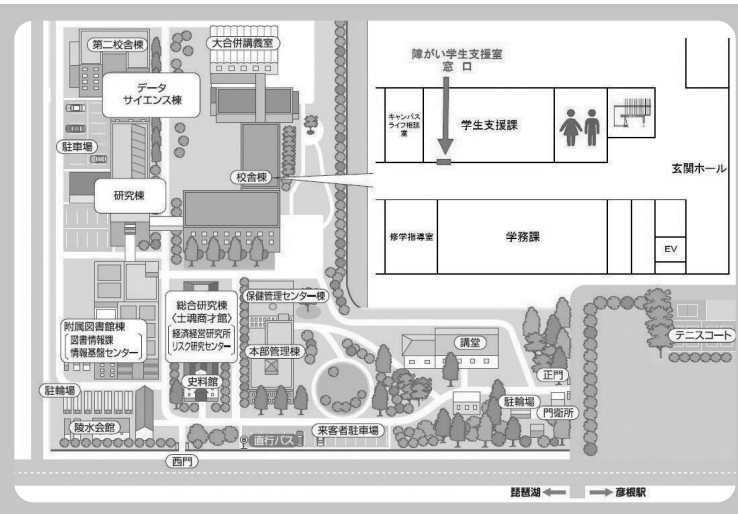 第二校舎棟
大合併講義室
データ
サイエンス棟
駐車場
研究棟
校舎棟
障がい学生支援室
窓 口
キャンパス
ライフ相談
室
学生支援課
玄関ホール
修学指導室
学務課
EV
附属図書館棟
図書情報課
情報基盤センター
総合研究棟
〈士魂商才館〉
経済経営研究所
リスク研究センター
保健管理センター棟
本部管理棟
史料館
講堂
テニスコート
正門
駐輪場
門衛所
駐輪場
陵水会館
直行バス
来客者駐車場
西門
琵琶湖
彦根駅